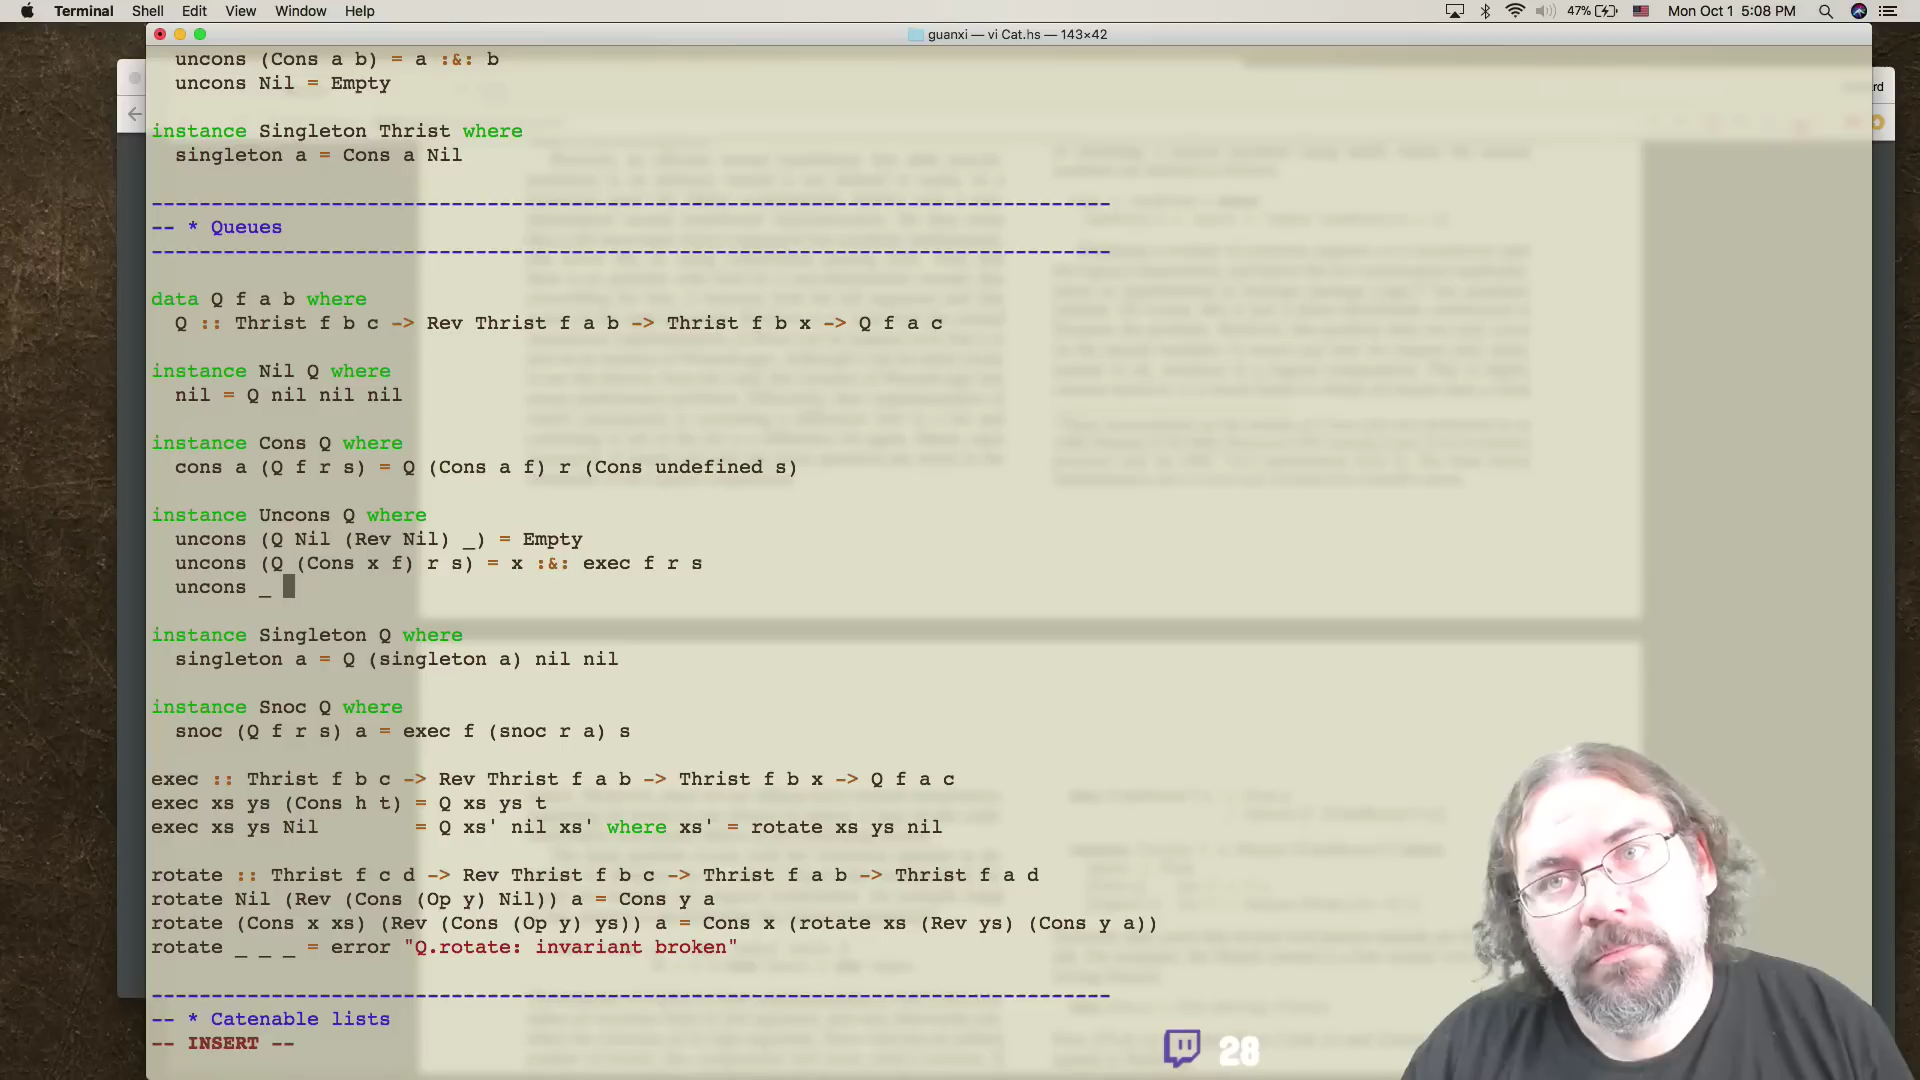 Terminal Shell Edit View Window Help 47% Mon Oct 1 5:08 PM
guanxi — vi Cat.hs — 143×42
uncons (Cons a b) = a :&: b
uncons Nil = Empty
rd
instance Singleton Thrist where
singleton a = Cons a Nil
--------------------------------------------------------------------------------
-- * Queues
--------------------------------------------------------------------------------
data Q f a b where
Q :: Thrist f b c -> Rev Thrist f a b -> Thrist f b x -> Q f a c
instance Nil Q where
nil = Q nil nil nil
instance Cons Q where
cons a (Q f r s) = Q (Cons a f) r (Cons undefined s)
instance Uncons Q where
uncons (Q Nil (Rev Nil) _) = Empty
uncons (Q (Cons x f) r s) = x :&: exec f r s
uncons _
instance Singleton Q where
singleton a = Q (singleton a) nil nil
instance Snoc Q where
snoc (Q f r s) a = exec f (snoc r a) s
exec :: Thrist f b c -> Rev Thrist f a b -> Thrist f b x -> Q f a c
exec xs ys (Cons h t) = Q xs ys t
exec xs ys Nil        = Q xs' nil xs' where xs' = rotate xs ys nil
rotate :: Thrist f c d -> Rev Thrist f b c -> Thrist f a b -> Thrist f a d
rotate Nil (Rev (Cons (Op y) Nil)) a = Cons y a
rotate (Cons x xs) (Rev (Cons (Op y) ys)) a = Cons x (rotate xs (Rev ys) (Cons y a))
rotate _ _ _ = error "Q.rotate: invariant broken"
--------------------------------------------------------------------------------
-- * Catenable lists
-- INSERT --
28